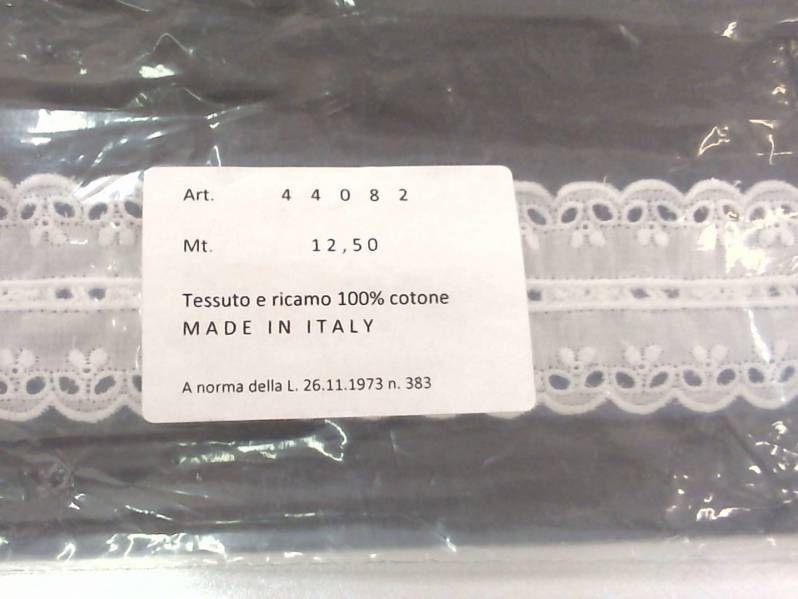 Art. 4 4 0 8 2
Mt. 12,50
Tessuto e ricamo 100% cotone
MADE IN ITALY
A norma della L. 26.11.1973 n. 383